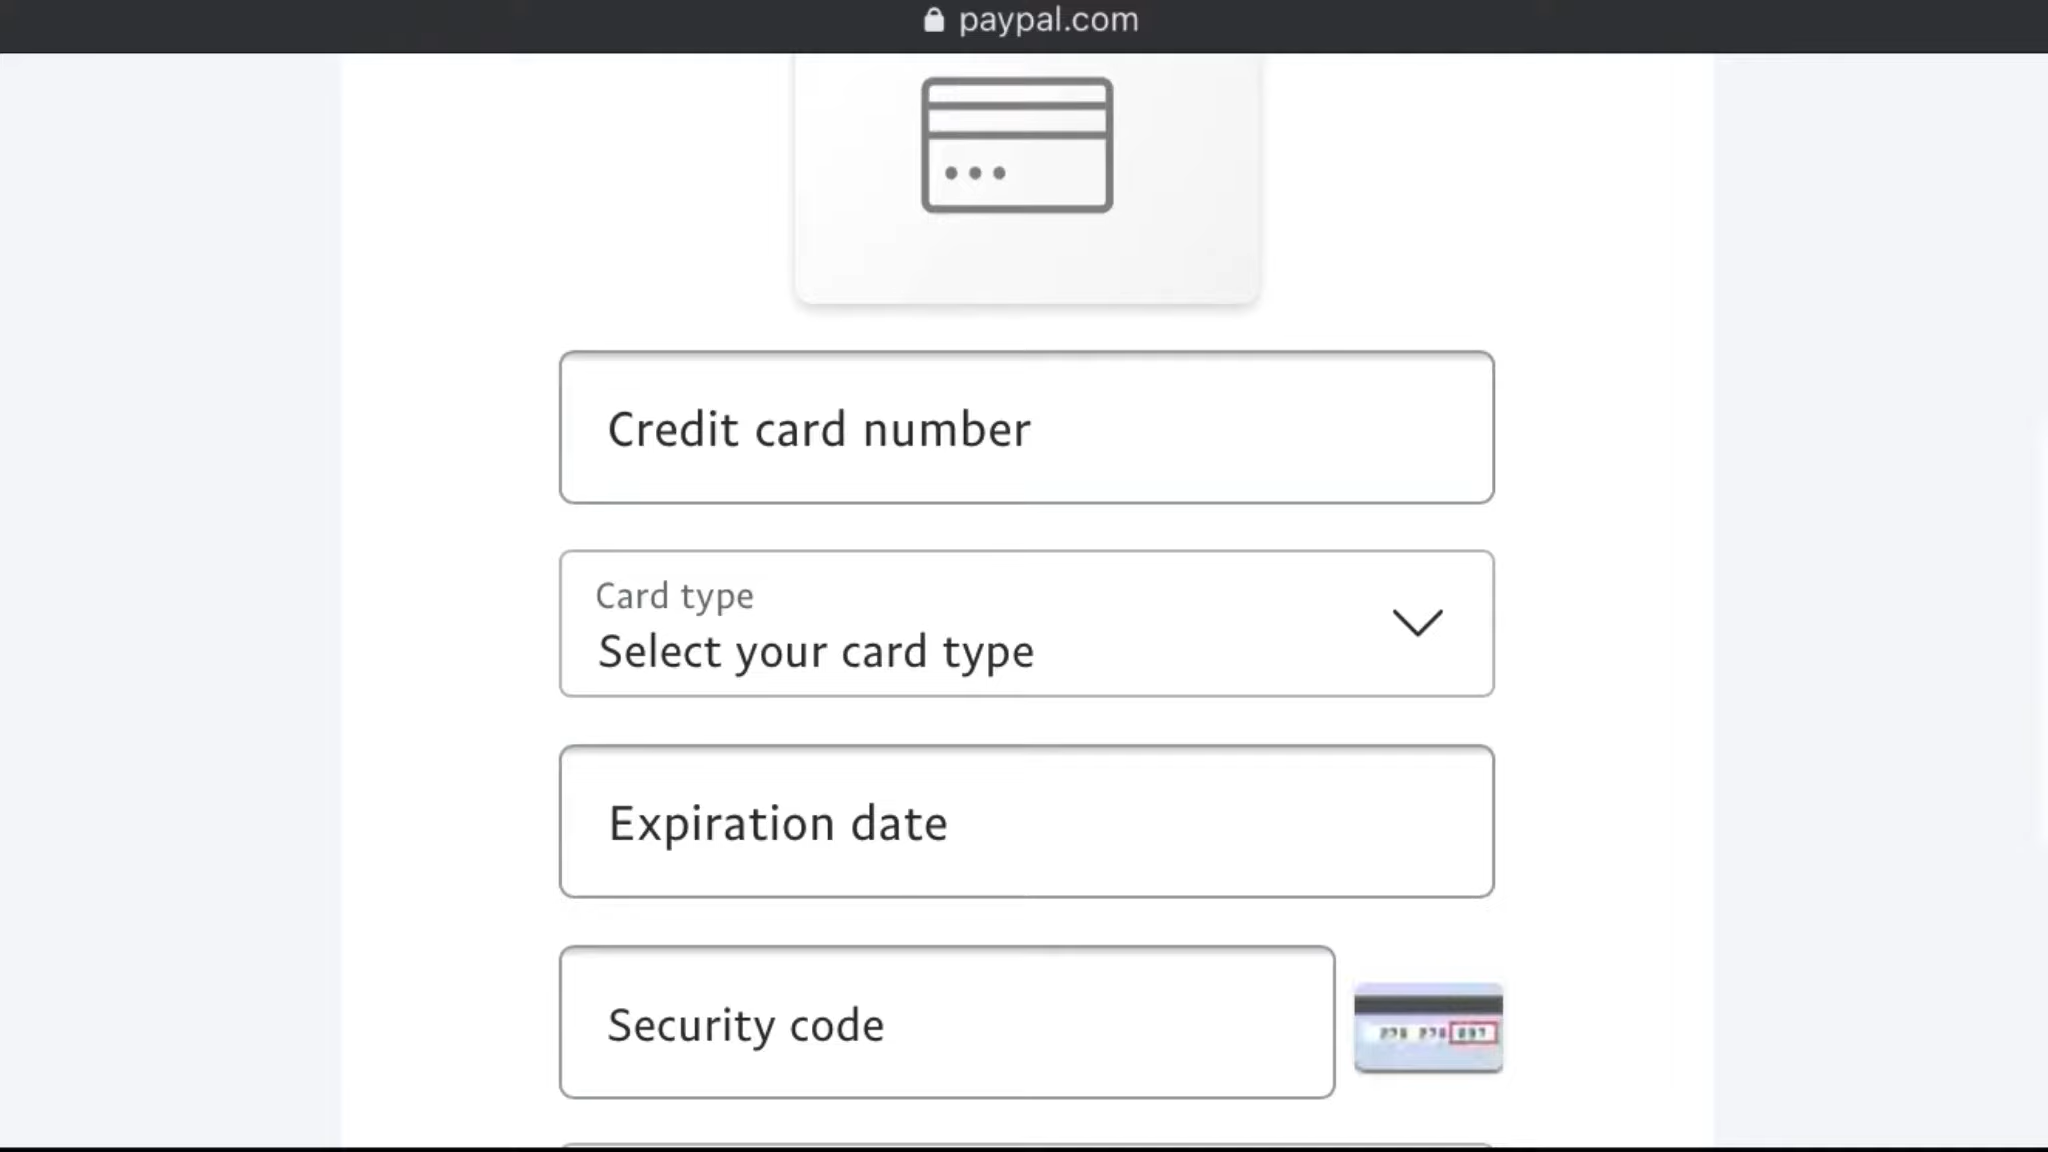 paypal.com
Credit card number
Card type
Select your card type
Expiration date
Security code